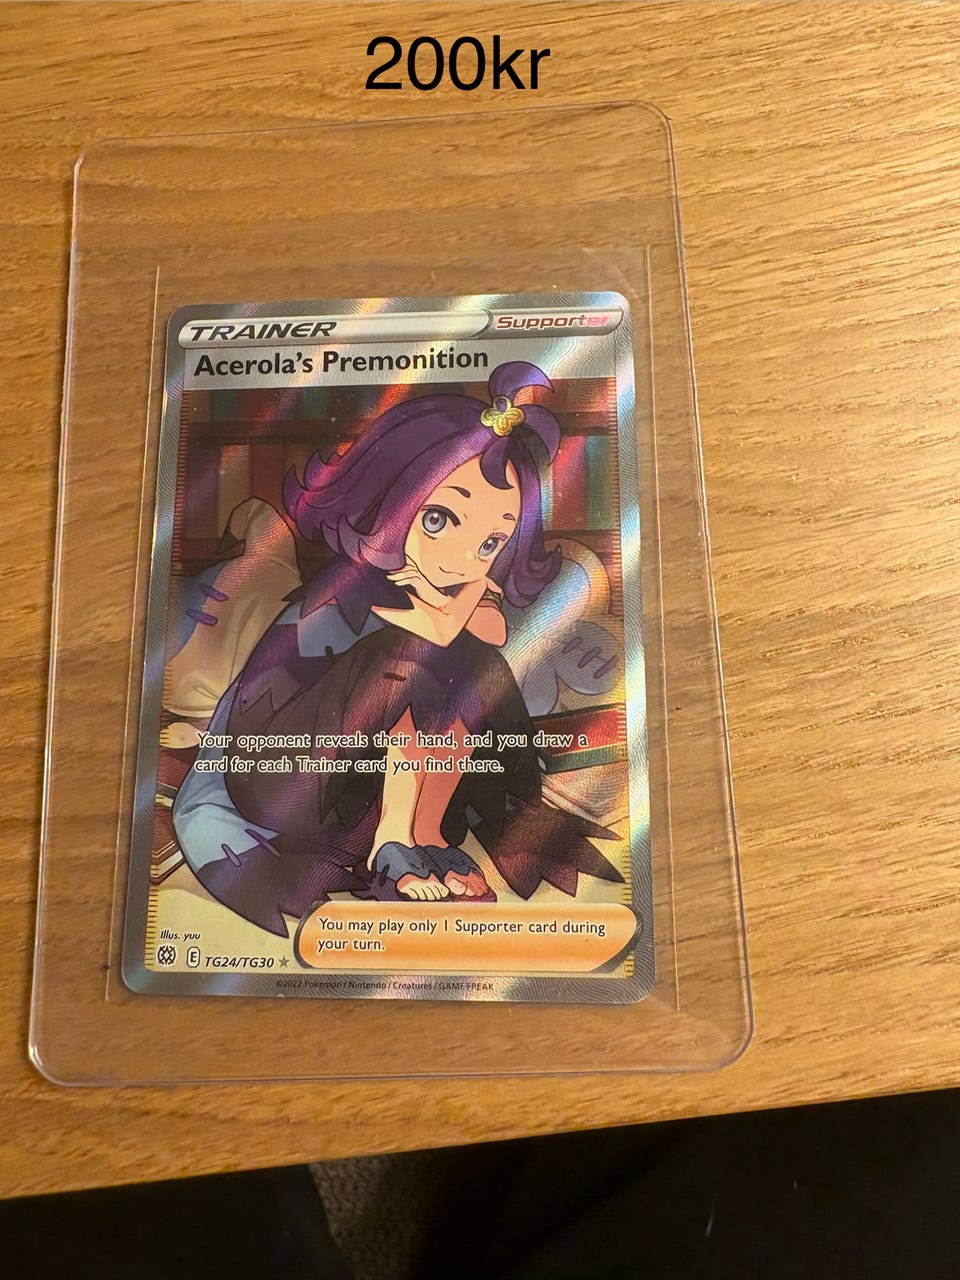 200kr
TRAINER
Supporter
Acerola's Premonition
Your opponent reveals their hand, and you draw a
card for each Trainer card you find there.
You may play only 1 Supporter card during
your turn.
Illus. yuu
E TG24/TG30 ★
©2022 Pokémon / Nintendo / Creatures / GAME FREAK